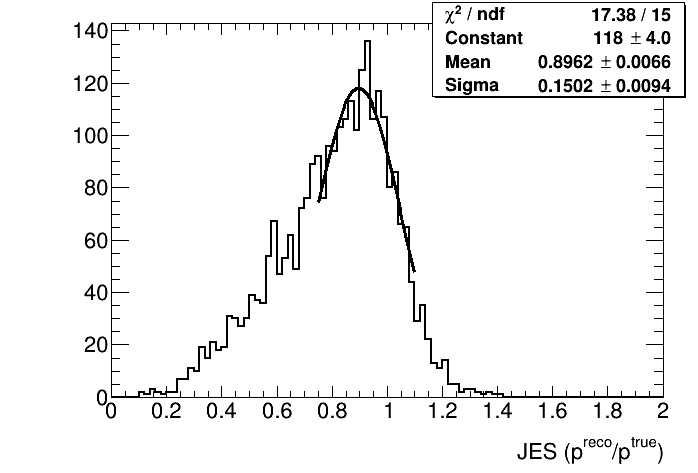 χ² / ndf 17.38 / 15
Constant 118 ± 4.0
Mean 0.8962 ± 0.0066
Sigma 0.1502 ± 0.0094
140
120
100
80
60
40
20
0
0 0.2 0.4 0.6 0.8 1 1.2 1.4 1.6 1.8 2
JES (p^reco/p^true)